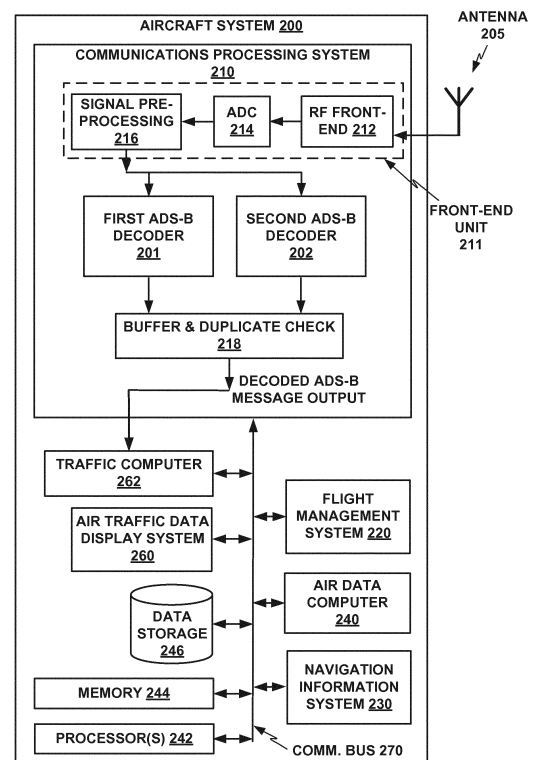 AIRCRAFT SYSTEM 200
ANTENNA
205
COMMUNICATIONS PROCESSING SYSTEM
210
SIGNAL PRE-
PROCESSING
216
ADC
214
RF FRONT-
END 212
FRONT-END
UNIT
211
FIRST ADS-B
DECODER
201
SECOND ADS-B
DECODER
202
BUFFER & DUPLICATE CHECK
218
DECODED ADS-B
MESSAGE OUTPUT
TRAFFIC COMPUTER
262
FLIGHT
MANAGEMENT
SYSTEM 220
AIR TRAFFIC DATA
DISPLAY SYSTEM
260
AIR DATA
COMPUTER
240
DATA
STORAGE
246
NAVIGATION
INFORMATION
SYSTEM 230
MEMORY 244
PROCESSOR(S) 242
COMM. BUS 270